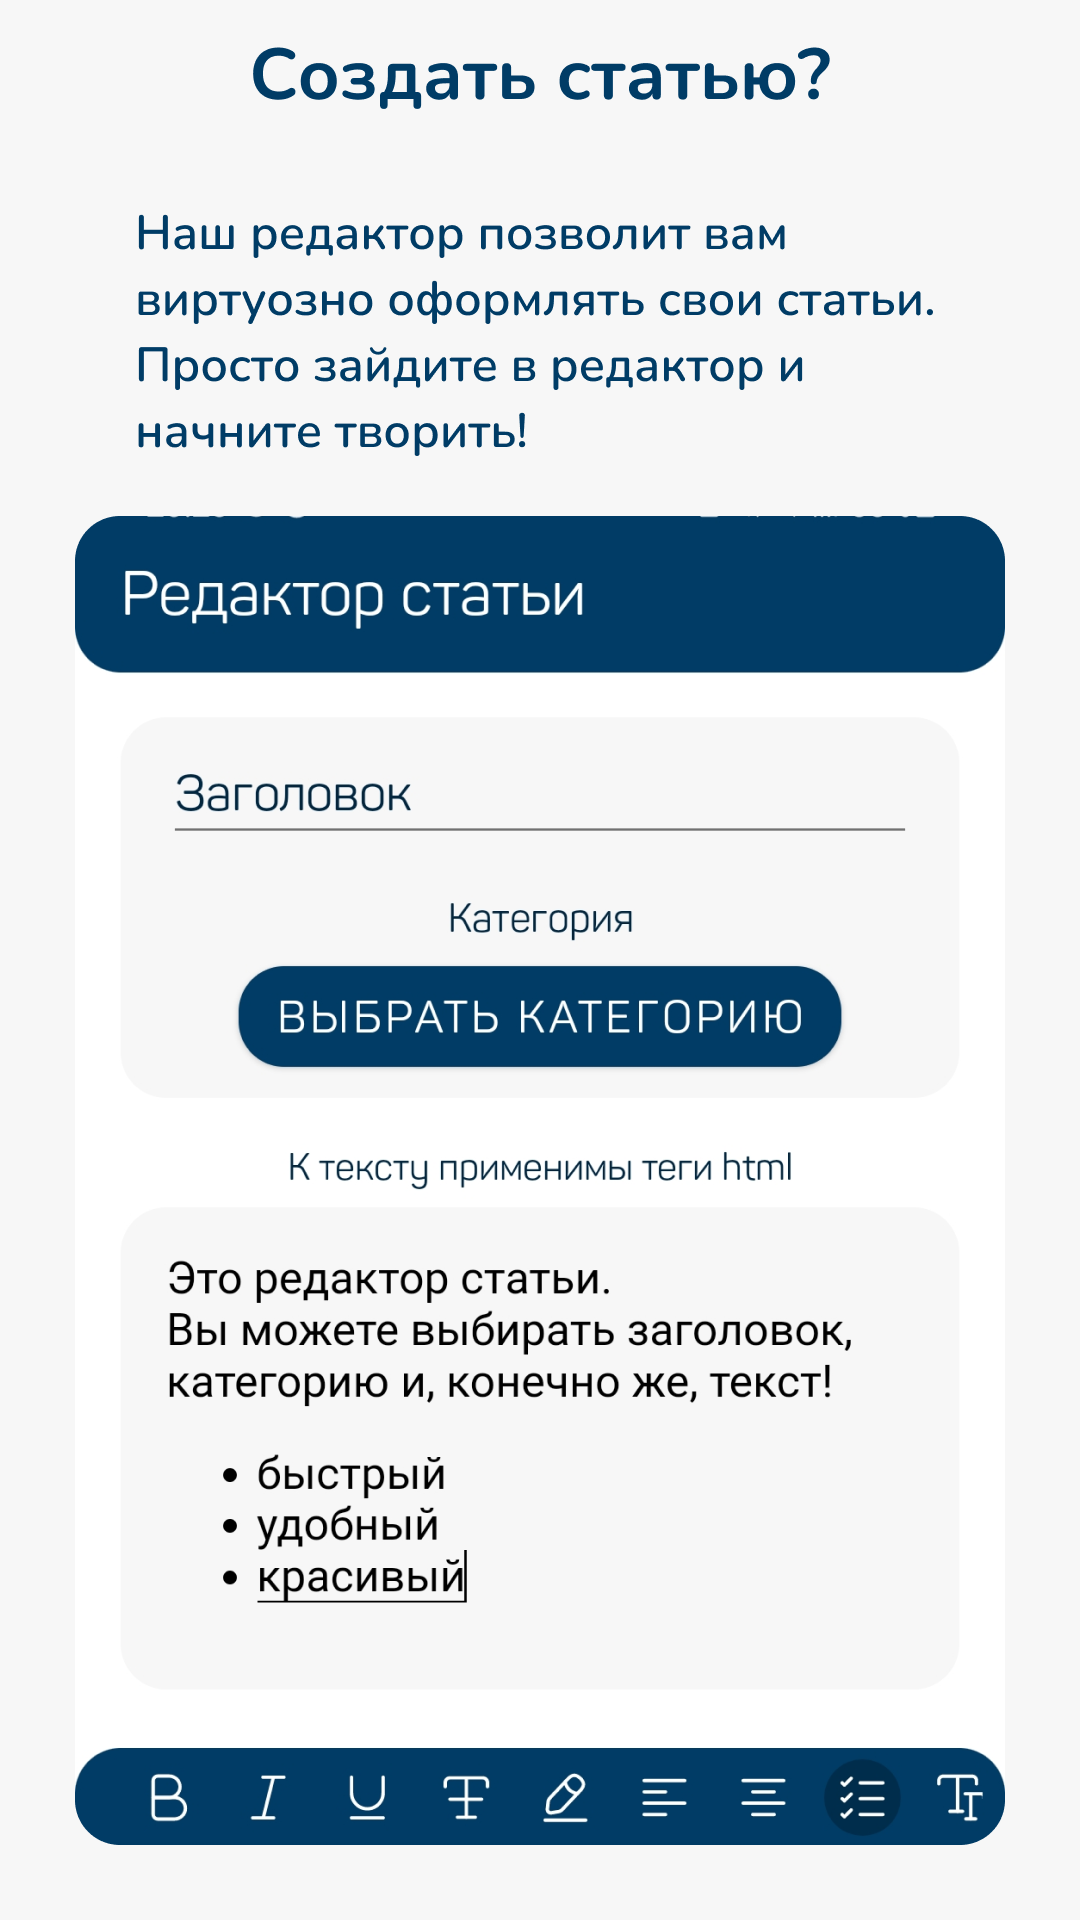 Создать статью?
Наш редактор позволит вам
виртуозно оформлять свои статьи.
Просто зайдите в редактор и
начните творить!
Редактор статьи
Заголовок
Категория
ВЫБРАТЬ КАТЕГОРИЮ
К тексту применимы теги html
Это редактор статьи.
Вы можете выбирать заголовок,
категорию и, конечно же, текст!
• быстрый
• удобный
• красивый